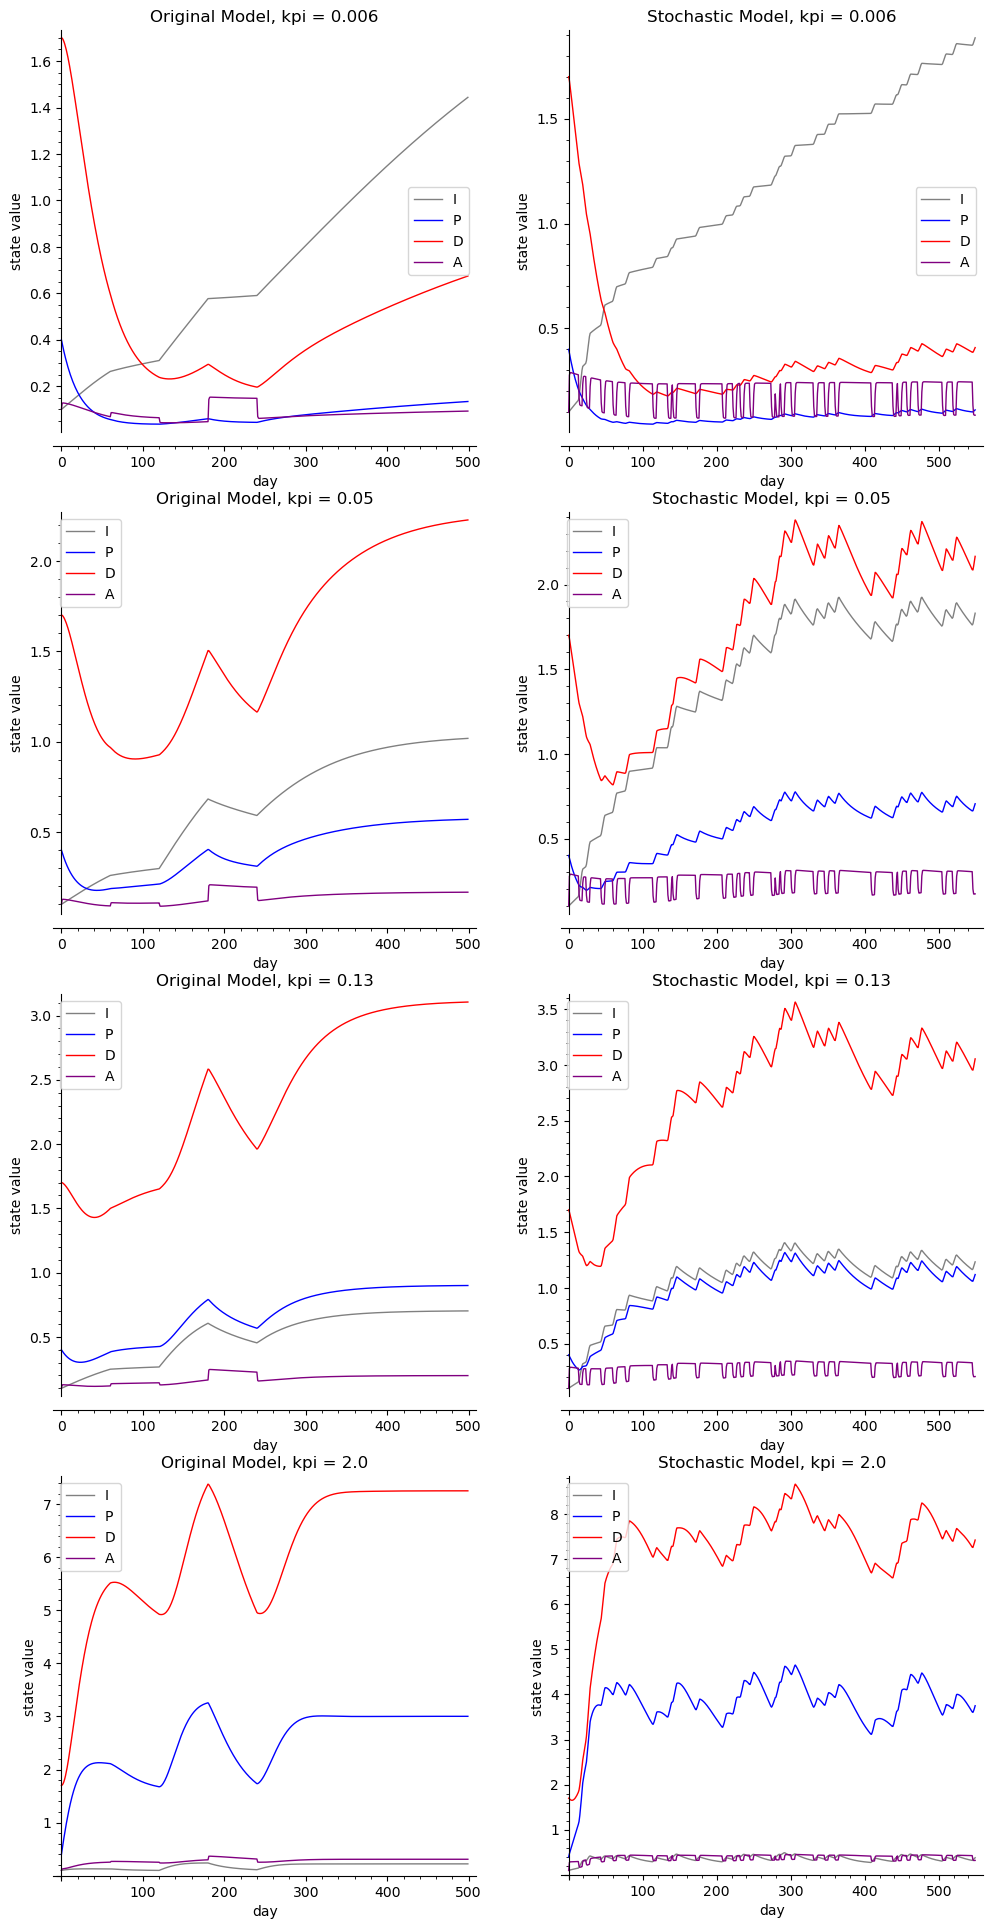 Original Model, kpi = 0.006
1.6
1.4
1.2
1.0
0.8
0.6
0.4
0.2
state value
I
P
D
A
0 100 200 300 400 500
day
Stochastic Model, kpi = 0.006
1.5
1.0
0.5
state value
I
P
D
A
0 100 200 300 400 500
day
Original Model, kpi = 0.05
2.0
1.5
1.0
0.5
state value
I
P
D
A
0 100 200 300 400 500
day
Stochastic Model, kpi = 0.05
2.0
1.5
1.0
0.5
state value
I
P
D
A
0 100 200 300 400 500
day
Original Model, kpi = 0.13
3.0
2.5
2.0
1.5
1.0
0.5
state value
I
P
D
A
0 100 200 300 400 500
day
Stochastic Model, kpi = 0.13
3.5
3.0
2.5
2.0
1.5
1.0
0.5
state value
I
P
D
A
0 100 200 300 400 500
day
Original Model, kpi = 2.0
7
6
5
4
3
2
1
state value
I
P
D
A
100 200 300 400 500
day
Stochastic Model, kpi = 2.0
8
7
6
5
4
3
2
1
state value
I
P
D
A
100 200 300 400 500
day